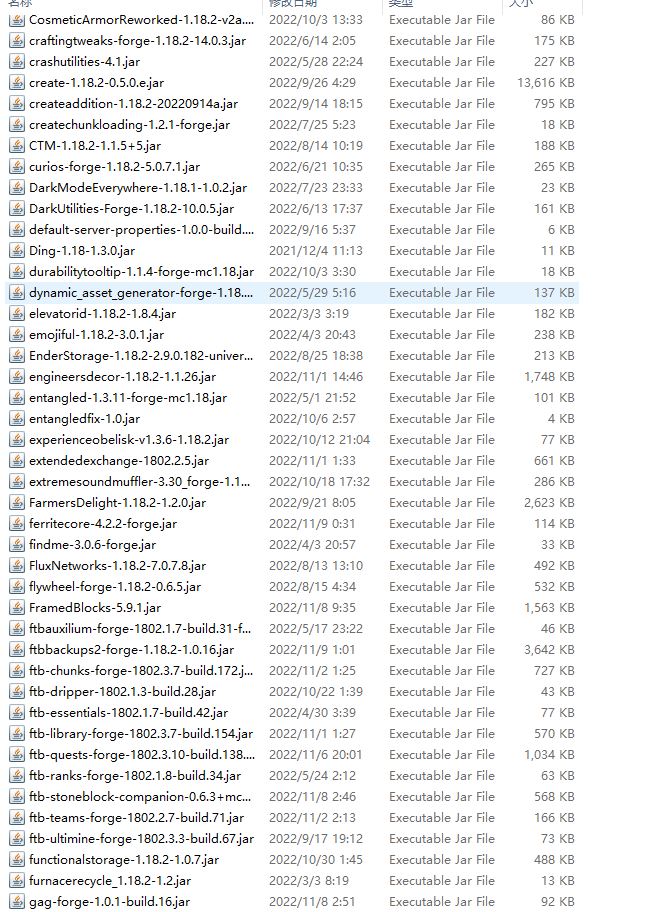 名称 修改日期 类型 大小
CosmeticArmorReworked-1.18.2-v2a.... 2022/10/3 13:33 Executable Jar File 86 KB
craftingtweaks-forge-1.18.2-14.0.3.jar 2022/6/14 2:05 Executable Jar File 175 KB
crashutilities-4.1.jar 2022/5/28 22:24 Executable Jar File 227 KB
create-1.18.2-0.5.0.e.jar 2022/9/26 4:29 Executable Jar File 13,616 KB
createaddition-1.18.2-20220914a.jar 2022/9/14 18:15 Executable Jar File 795 KB
createchunkloading-1.2.1-forge.jar 2022/7/25 5:23 Executable Jar File 18 KB
CTM-1.18.2-1.1.5+5.jar 2022/8/14 10:19 Executable Jar File 188 KB
curios-forge-1.18.2-5.0.7.1.jar 2022/6/21 10:35 Executable Jar File 265 KB
DarkModeEverywhere-1.18.1-1.0.2.jar 2022/7/23 23:33 Executable Jar File 23 KB
DarkUtilities-Forge-1.18.2-10.0.5.jar 2022/6/13 17:37 Executable Jar File 161 KB
default-server-properties-1.0.0-build.... 2022/9/16 5:37 Executable Jar File 6 KB
Ding-1.18-1.3.0.jar 2021/12/4 11:13 Executable Jar File 11 KB
durabilitytooltip-1.1.4-forge-mc1.18.jar 2022/10/3 3:30 Executable Jar File 18 KB
dynamic_asset_generator-forge-1.18.... 2022/5/29 5:16 Executable Jar File 137 KB
elevatorid-1.18.2-1.8.4.jar 2022/3/3 3:19 Executable Jar File 182 KB
emojiful-1.18.2-3.0.1.jar 2022/4/3 20:43 Executable Jar File 238 KB
EnderStorage-1.18.2-2.9.0.182-univer... 2022/8/25 18:38 Executable Jar File 213 KB
engineersdecor-1.18.2-1.1.26.jar 2022/11/1 14:46 Executable Jar File 1,748 KB
entangled-1.3.11-forge-mc1.18.jar 2022/5/1 21:52 Executable Jar File 101 KB
entangledfix-1.0.jar 2022/10/6 2:57 Executable Jar File 4 KB
experienceobelisk-v1.3.6-1.18.2.jar 2022/10/12 21:04 Executable Jar File 77 KB
extendedexchange-1802.2.5.jar 2022/11/1 1:33 Executable Jar File 661 KB
extremesoundmuffler-3.30_forge-1.1... 2022/10/18 17:32 Executable Jar File 286 KB
FarmersDelight-1.18.2-1.2.0.jar 2022/9/21 8:05 Executable Jar File 2,623 KB
ferritecore-4.2.2-forge.jar 2022/11/9 0:31 Executable Jar File 114 KB
findme-3.0.6-forge.jar 2022/4/3 20:57 Executable Jar File 33 KB
FluxNetworks-1.18.2-7.0.7.8.jar 2022/8/13 13:10 Executable Jar File 492 KB
flywheel-forge-1.18.2-0.6.5.jar 2022/8/15 4:34 Executable Jar File 532 KB
FramedBlocks-5.9.1.jar 2022/11/8 9:35 Executable Jar File 1,563 KB
ftbauxilium-forge-1802.1.7-build.31-f... 2022/5/17 23:22 Executable Jar File 46 KB
ftbbackups2-forge-1.18.2-1.0.16.jar 2022/11/9 1:01 Executable Jar File 3,642 KB
ftb-chunks-forge-1802.3.7-build.172.j... 2022/11/2 1:25 Executable Jar File 727 KB
ftb-dripper-1802.1.3-build.28.jar 2022/10/22 1:39 Executable Jar File 43 KB
ftb-essentials-1802.1.7-build.42.jar 2022/4/30 3:39 Executable Jar File 77 KB
ftb-library-forge-1802.3.7-build.154.jar 2022/11/1 1:27 Executable Jar File 570 KB
ftb-quests-forge-1802.3.10-build.138.... 2022/11/6 20:01 Executable Jar File 1,034 KB
ftb-ranks-forge-1802.1.8-build.34.jar 2022/5/24 2:12 Executable Jar File 63 KB
ftb-stoneblock-companion-0.6.3+mc... 2022/11/8 2:46 Executable Jar File 568 KB
ftb-teams-forge-1802.2.7-build.71.jar 2022/11/2 2:13 Executable Jar File 166 KB
ftb-ultimine-forge-1802.3.3-build.67.jar 2022/9/17 19:12 Executable Jar File 73 KB
functionalstorage-1.18.2-1.0.7.jar 2022/10/30 1:45 Executable Jar File 488 KB
furnacerecycle_1.18.2-1.2.jar 2022/3/3 8:19 Executable Jar File 13 KB
gag-forge-1.0.1-build.16.jar 2022/11/8 2:51 Executable Jar File 92 KB